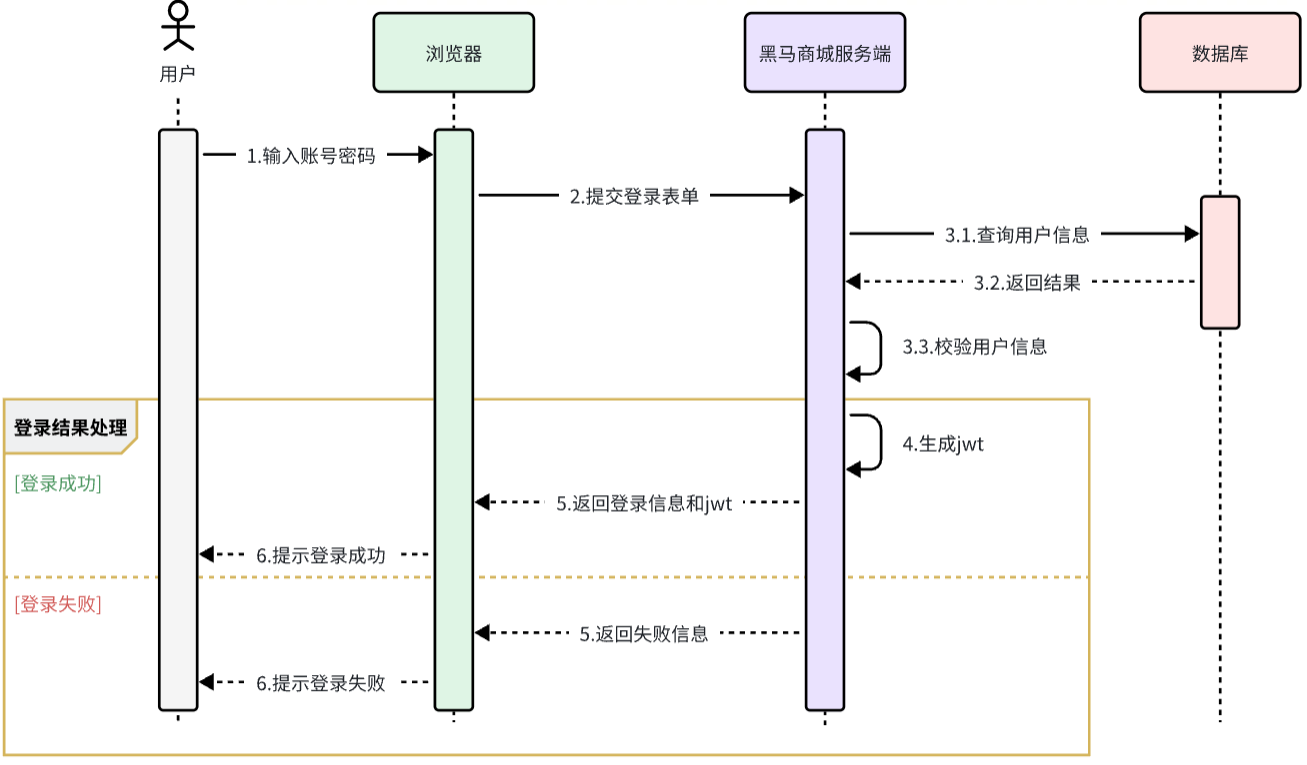 用户
浏览器
黑马商城服务端
数据库
1.输入账号密码
2.提交登录表单
3.1.查询用户信息
3.2.返回结果
3.3.校验用户信息
登录结果处理
4.生成jwt
[登录成功]
5.返回登录信息和jwt
6.提示登录成功
[登录失败]
5.返回失败信息
6.提示登录失败